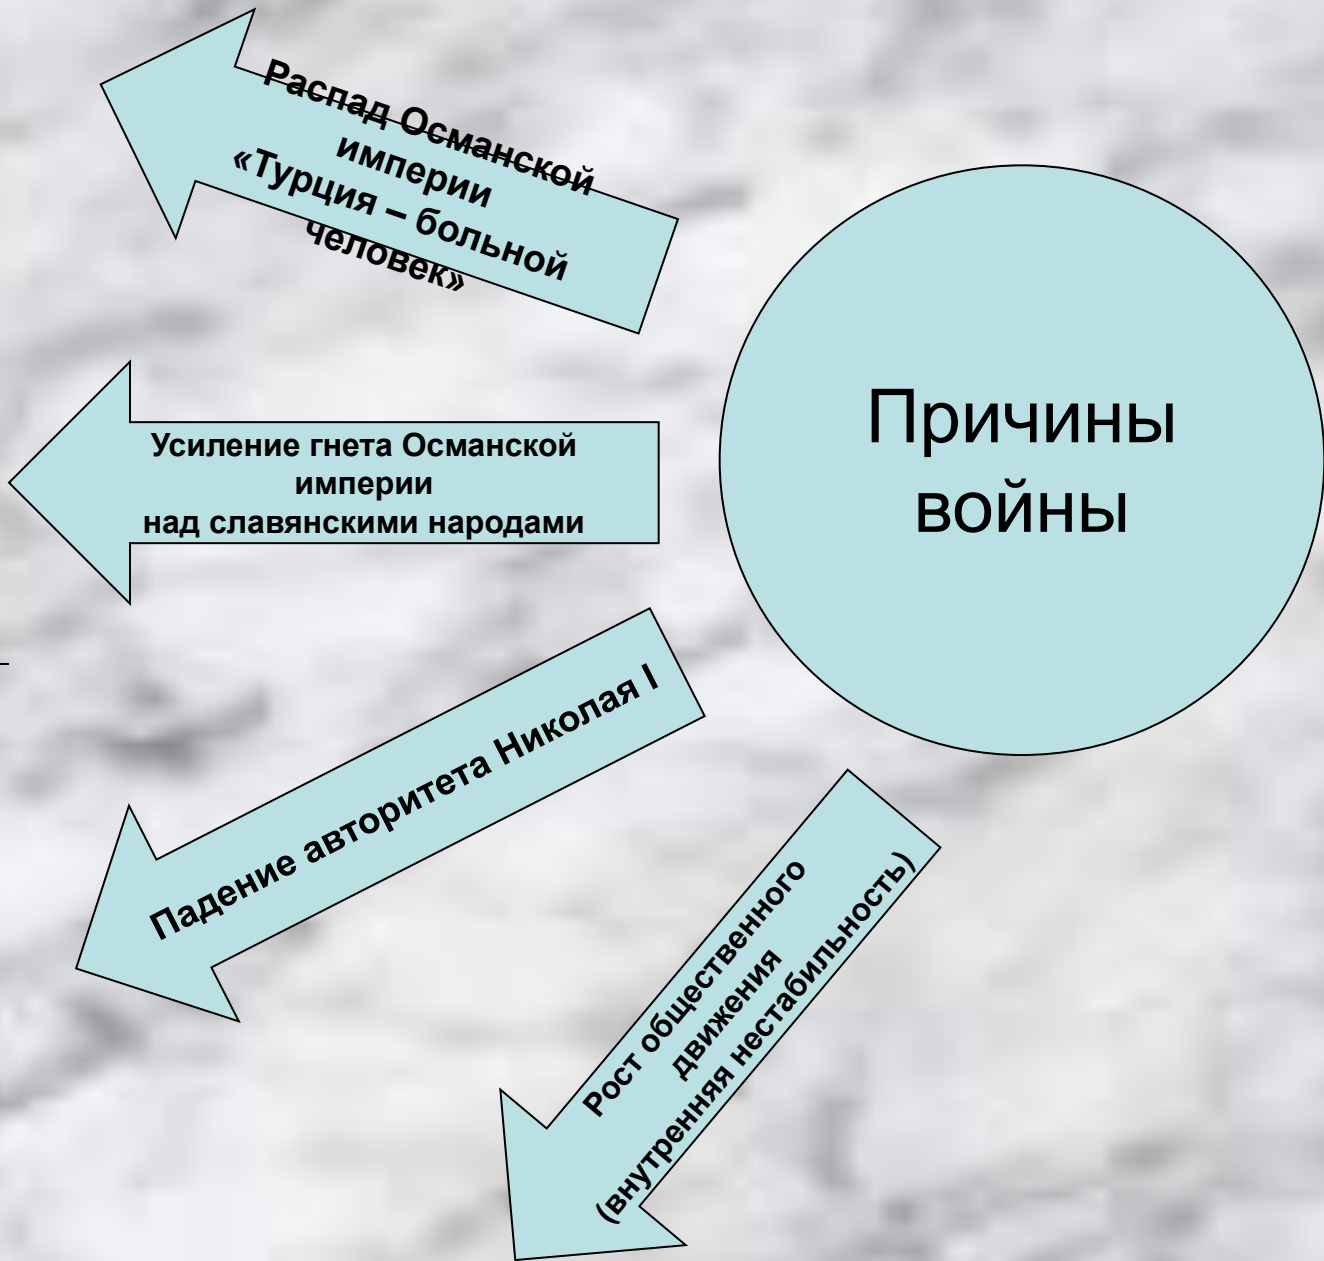 Распад Османской
империи
«Турция – больной
человек»
Усиление гнета Османской
империи
над славянскими народами
Падение авторитета Николая I
Рост общественного
движения
(внутренняя нестабильность)
Причины
войны